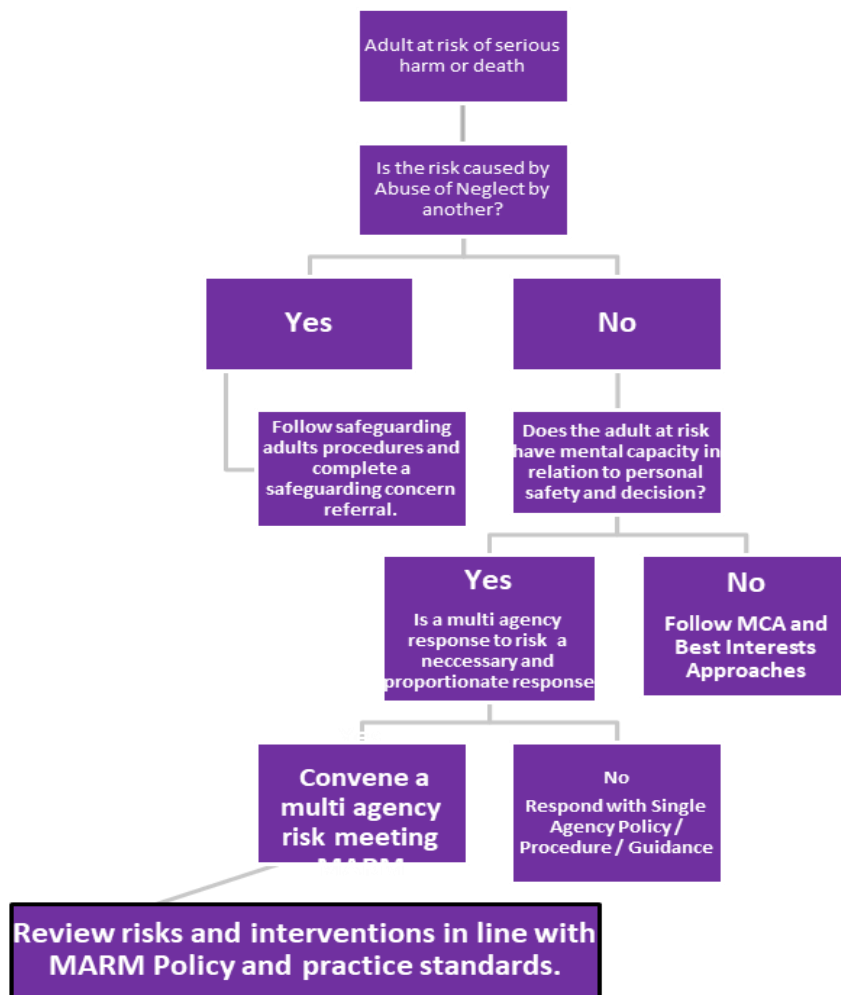 Adult at risk of serious
harm or death
Is the risk caused by
Abuse of Neglect by
another?
Yes
No
Follow safeguarding
adults procedures and
complete a
safeguarding concern
referral.
Does the adult at risk
have mental capacity in
relation to personal
safety and decision?
Yes
Is a multi agency
response to risk a
neccessary and
proportionate response
No
Follow MCA and
Best Interests
Approaches
Convene a
multi agency
risk meeting
MARM
No
Respond with Single
Agency Policy /
Procedure / Guidance
Review risks and interventions in line with
MARM Policy and practice standards.